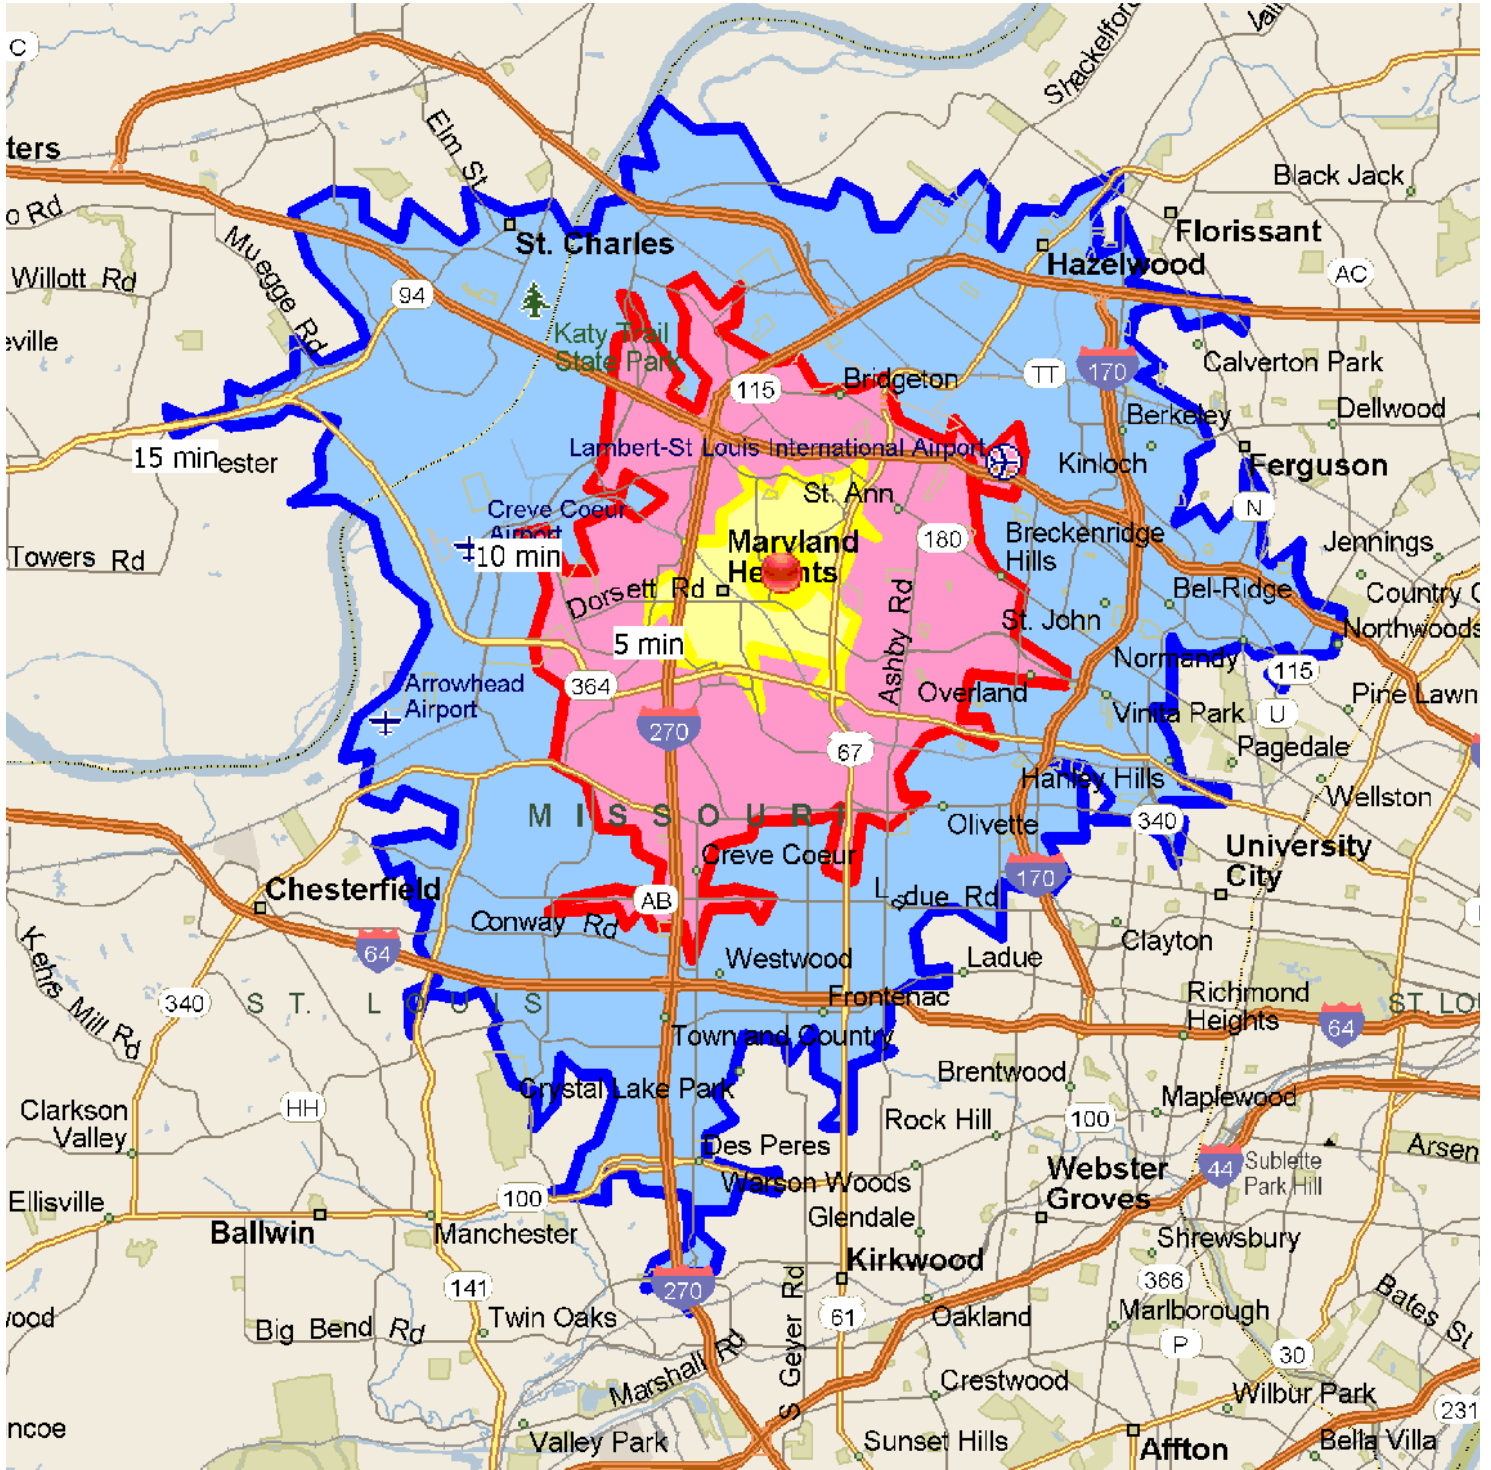 C
Shackelford
ters
Elm St
Black Jack
o Rd
Florissant
Muegge Rd
St. Charles
Hazelwood
Willott Rd
AC
94
Katy Trail
State Park
eville
Calverton Park
115
Bridgeton
TT
170
Berkeley
Dellwood
15 min
ester
Lambert-St Louis International Airport
Kinloch
Ferguson
St. Ann
N
Creve Coeur
Airport
10 min
Maryland
Heights
180
Breckenridge
Hills
Jennings
Towers Rd
Dorsett Rd
Ashby Rd
Bel-Ridge
Country C
St. John
Northwoods
5 min
Normandy
115
364
Arrowhead
Airport
Overland
Pine Lawn
270
Vinita Park
U
67
Pagedale
Hanley Hills
MISSOURI
Wellston
Olivette
340
Creve Coeur
University
City
170
Chesterfield
AB
Ladue Rd
Conway Rd
Clayton
64
Westwood
Ladue
Kehrs Mill Rd
340
ST. LOUIS
Frontenac
Richmond
Heights
64
ST. LOU
Town and Country
Brentwood
Crystal Lake Park
Maplewood
Clarkson
Valley
HH
Rock Hill
100
Des Peres
Arsen
Webster
Groves
44
Sublette
Park Hill
Warson Woods
100
Ellisville
Ballwin
Manchester
Glendale
Shrewsbury
Kirkwood
141
270
366
Bates St
S Geyer Rd
61
Oakland
Marlborough
wood
Big Bend Rd
Twin Oaks
P
30
Marshall Rd
Crestwood
Wilbur Park
231
ncoe
Valley Park
Sunset Hills
Affton
Bella Villa